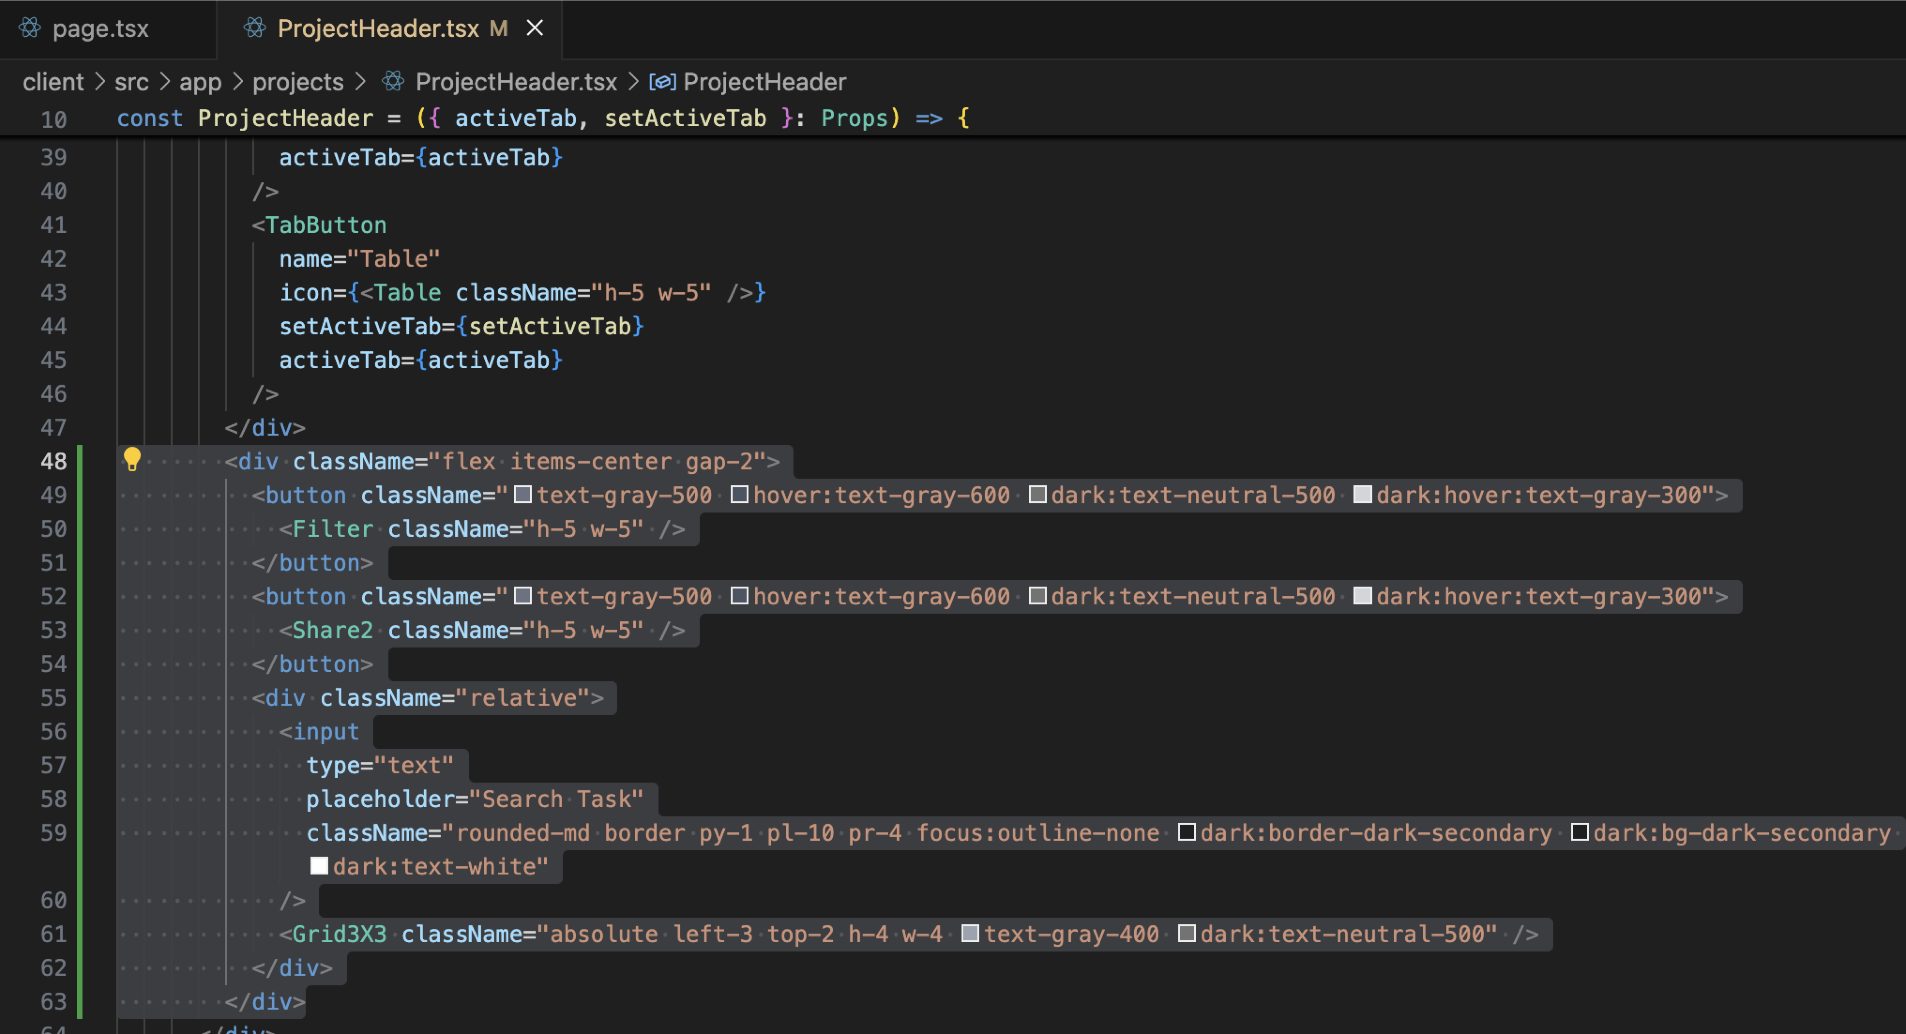 page.tsx
ProjectHeader.tsx M
client > src > app > projects > ProjectHeader.tsx > ProjectHeader
10 const ProjectHeader = ({ activeTab, setActiveTab }: Props) => {
39 activeTab={activeTab}
40 />
41 <TabButton
42 name="Table"
43 icon={<Table className="h-5 w-5" />}
44 setActiveTab={setActiveTab}
45 activeTab={activeTab}
46 />
47 </div>
48 <div className="flex items-center gap-2">
49 <button className="text-gray-500 hover:text-gray-600 dark:text-neutral-500 dark:hover:text-gray-300">
50 <Filter className="h-5 w-5" />
51 </button>
52 <button className="text-gray-500 hover:text-gray-600 dark:text-neutral-500 dark:hover:text-gray-300">
53 <Share2 className="h-5 w-5" />
54 </button>
55 <div className="relative">
56 <input
57 type="text"
58 placeholder="Search Task"
59 className="rounded-md border py-1 pl-10 pr-4 focus:outline-none dark:border-dark-secondary dark:bg-dark-secondary
dark:text-white"
60 />
61 <Grid3X3 className="absolute left-3 top-2 h-4 w-4 text-gray-400 dark:text-neutral-500" />
62 </div>
63 </div>
64 </div>